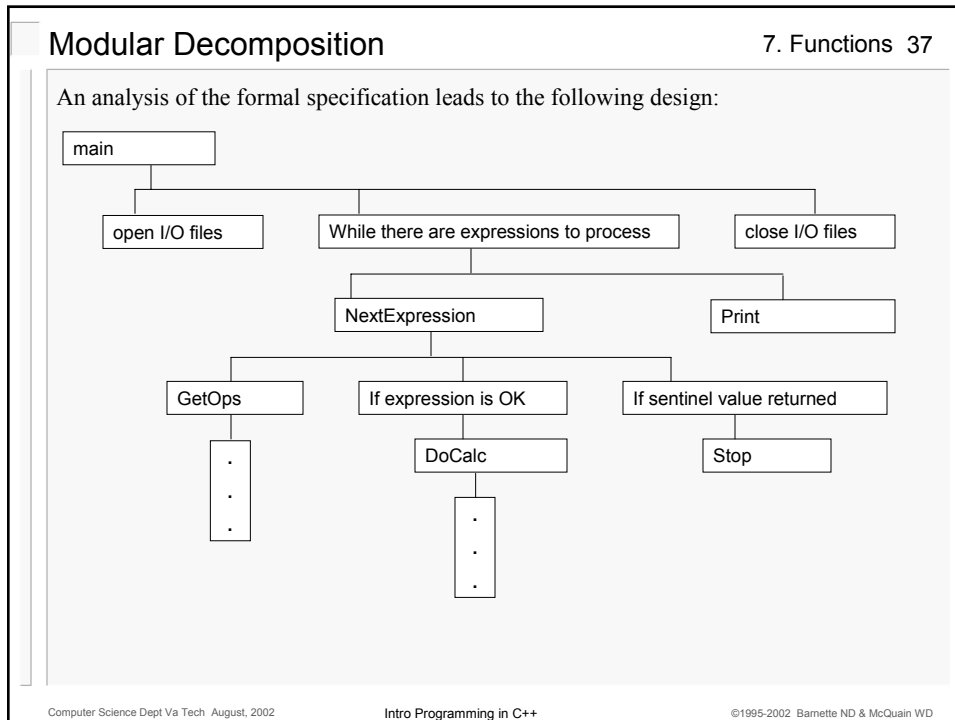 Modular Decomposition
7. Functions 37
An analysis of the formal specification leads to the following design:
main
open I/O files
While there are expressions to process
close I/O files
NextExpression
Print
GetOps
If expression is OK
If sentinel value returned
.
.
.
DoCalc
Stop
.
.
.
Computer Science Dept Va Tech August, 2002
Intro Programming in C++
©1995-2002 Barnette ND & McQuain WD